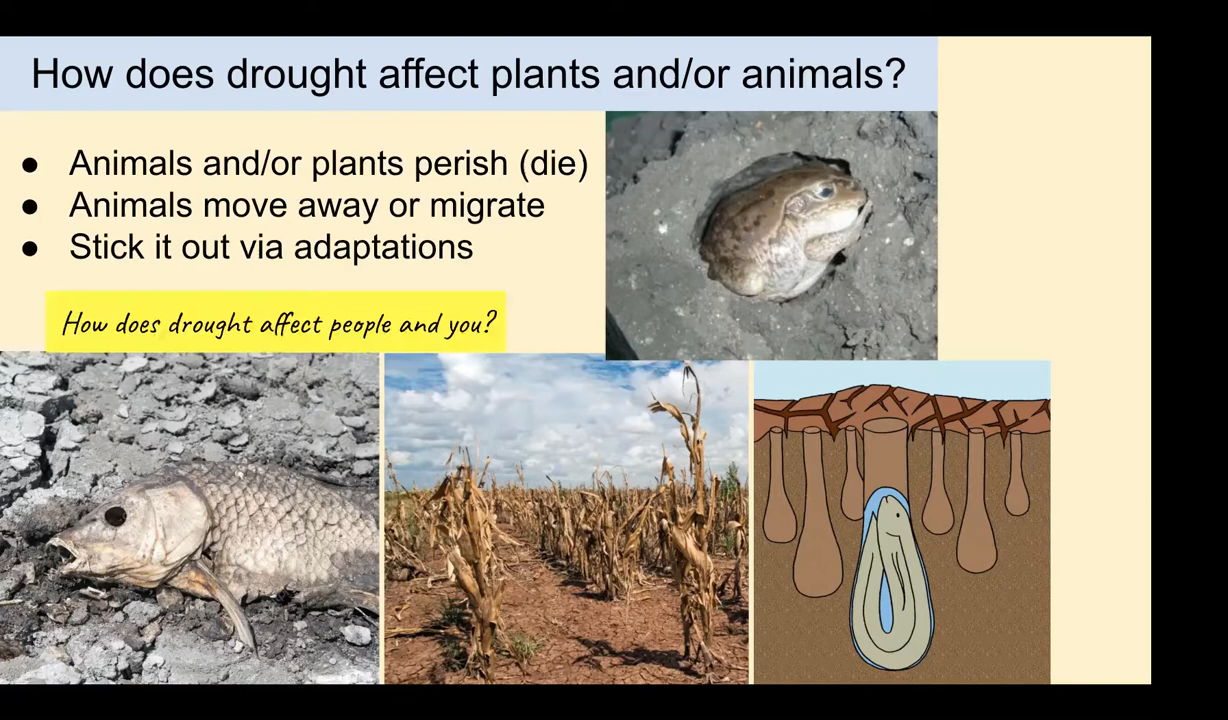 How does drought affect plants and/or animals?
● Animals and/or plants perish (die)
● Animals move away or migrate
● Stick it out via adaptations
How does drought affect people and you?